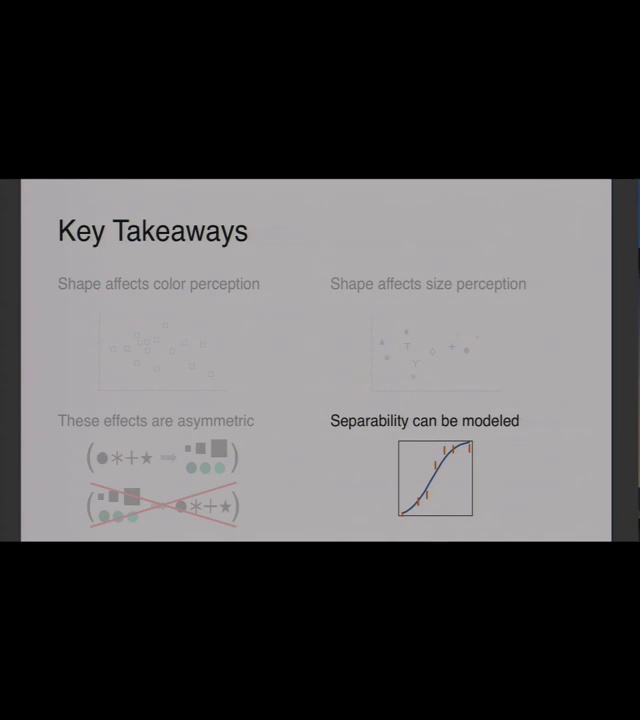 Key Takeaways
Shape affects color perception
Shape affects size perception
These effects are asymmetric
Separability can be modeled